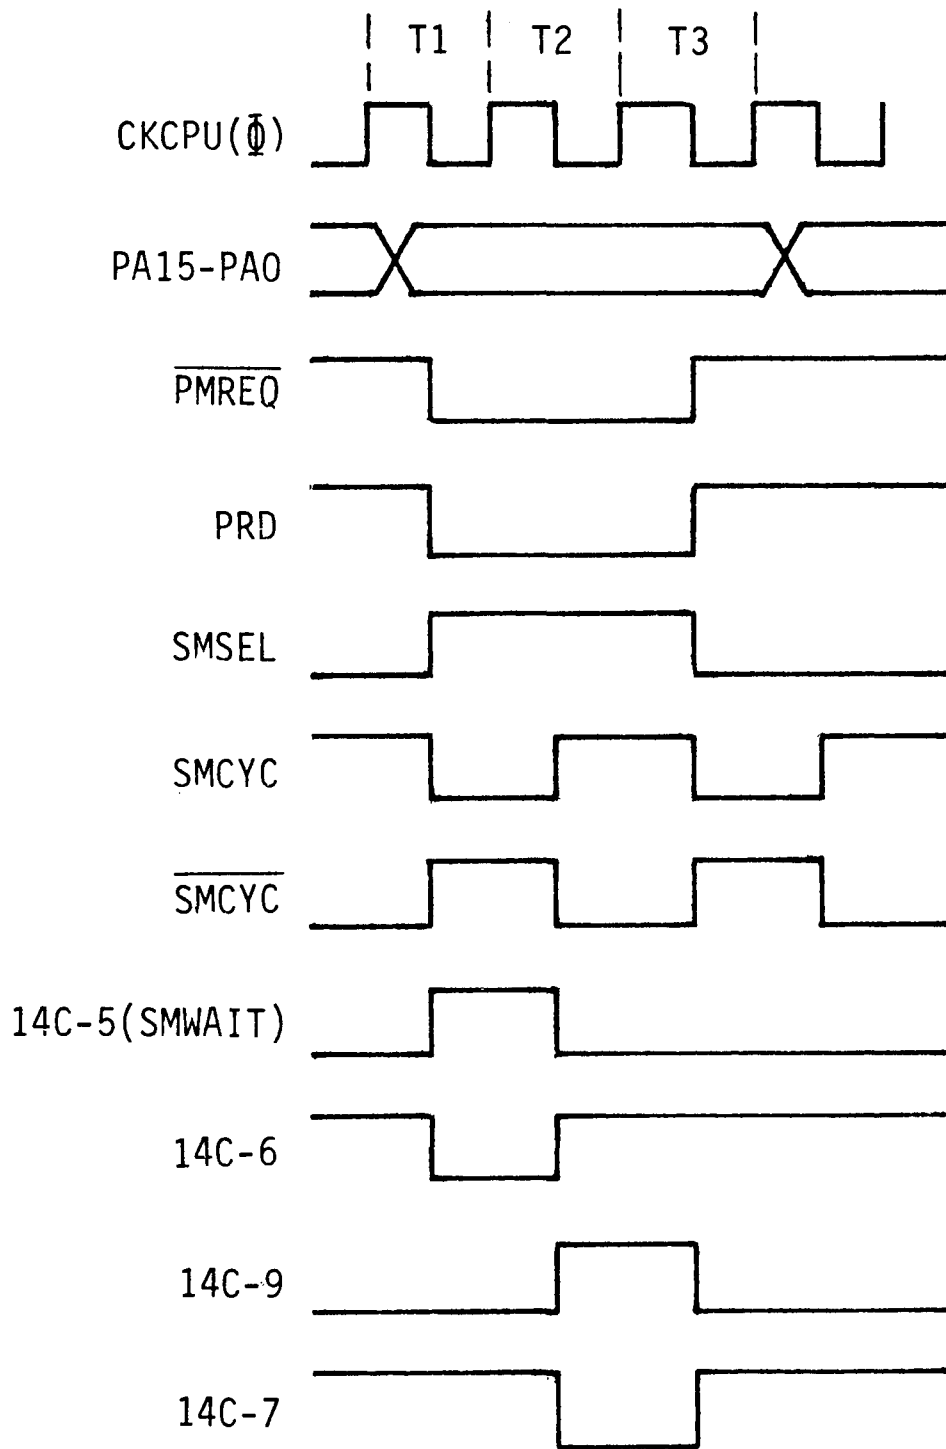 T1 T2 T3
CKCPU(Φ)
PA15-PA0
PMREQ
PRD
SMSEL
SMCYC
SMCYC
14C-5(SMWAIT)
14C-6
14C-9
14C-7